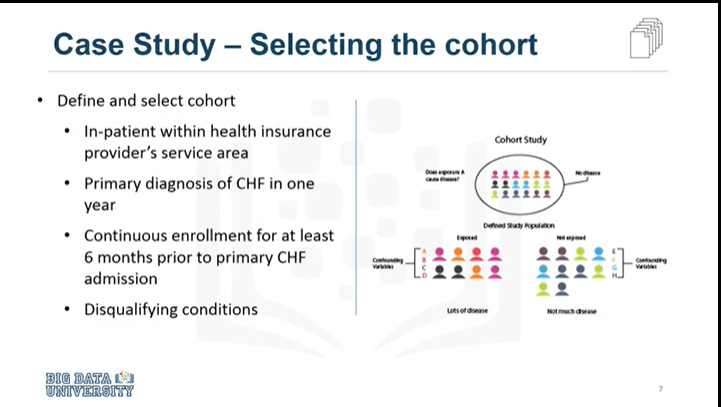 Case Study – Selecting the cohort
• Define and select cohort
• In-patient within health insurance
provider's service area
• Primary diagnosis of CHF in one
year
• Continuous enrollment for at least
6 months prior to primary CHF
admission
• Disqualifying conditions
Cohort Study
Does exposure A
cause disease?
No disease
Defined Study Population
Exposed
Not exposed
Confounding
Variables
A
B
C
D
E
F
G
H
Confounding
Variables
Lots of disease
Not much disease
BIG DATA
UNIVERSITY
7